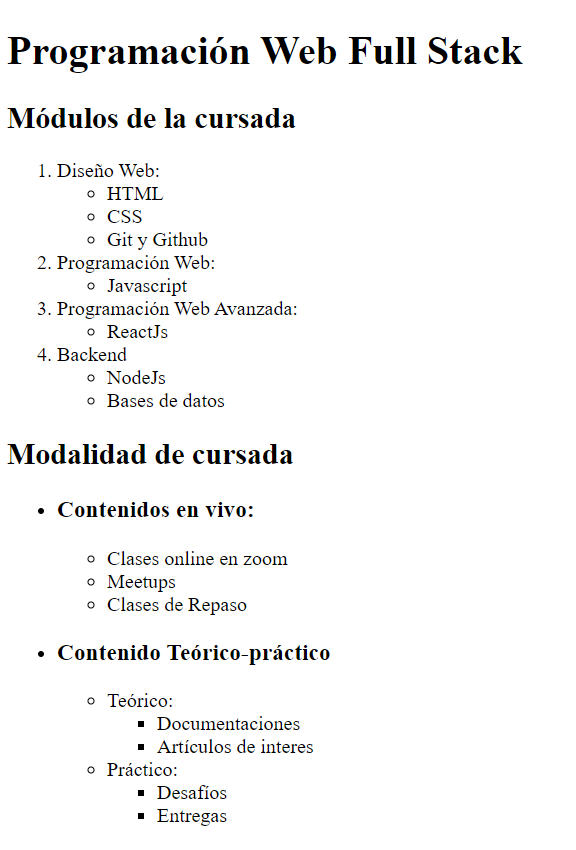 Programación Web Full Stack
Módulos de la cursada
1. Diseño Web:
HTML
CSS
Git y Github
2. Programación Web:
Javascript
3. Programación Web Avanzada:
ReactJs
4. Backend
NodeJs
Bases de datos
Modalidad de cursada
Contenidos en vivo:
Clases online en zoom
Meetups
Clases de Repaso
Contenido Teórico-práctico
Teórico:
Documentaciones
Artículos de interes
Práctico:
Desafíos
Entregas